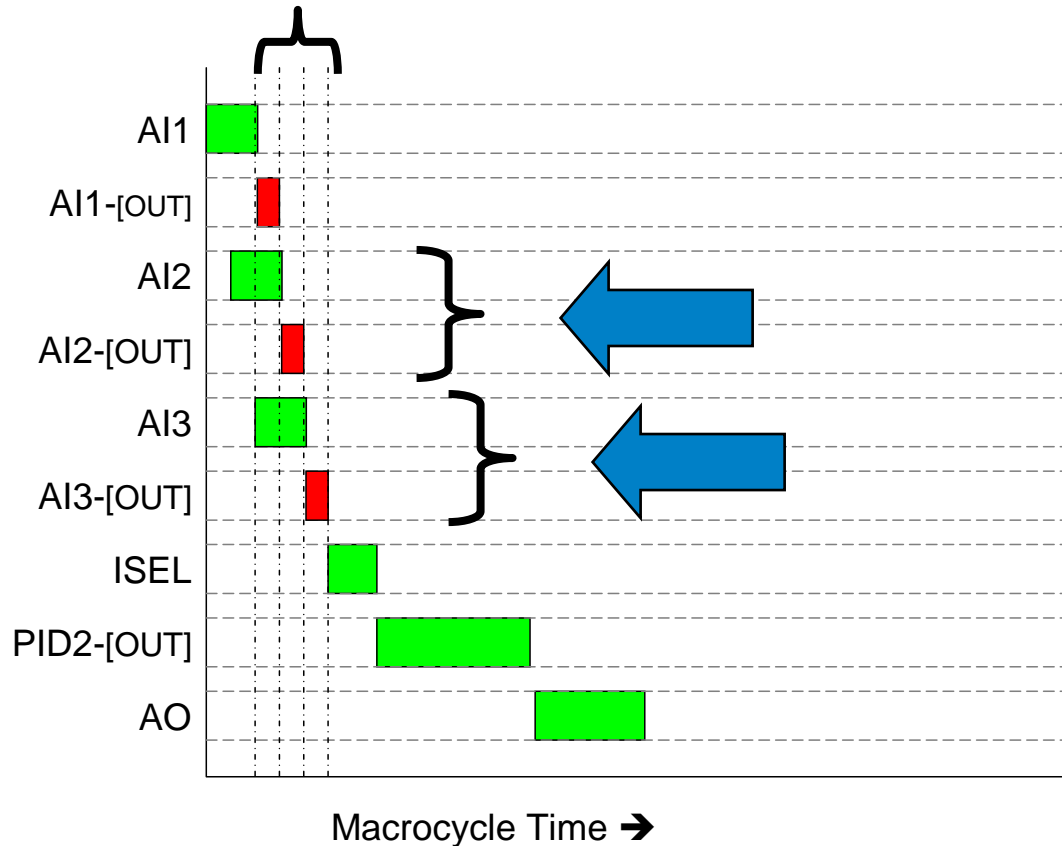 AI1
AI1-[OUT]
AI2
AI2-[OUT]
AI3
AI3-[OUT]
ISEL
PID2-[OUT]
AO
Macrocycle Time ➔